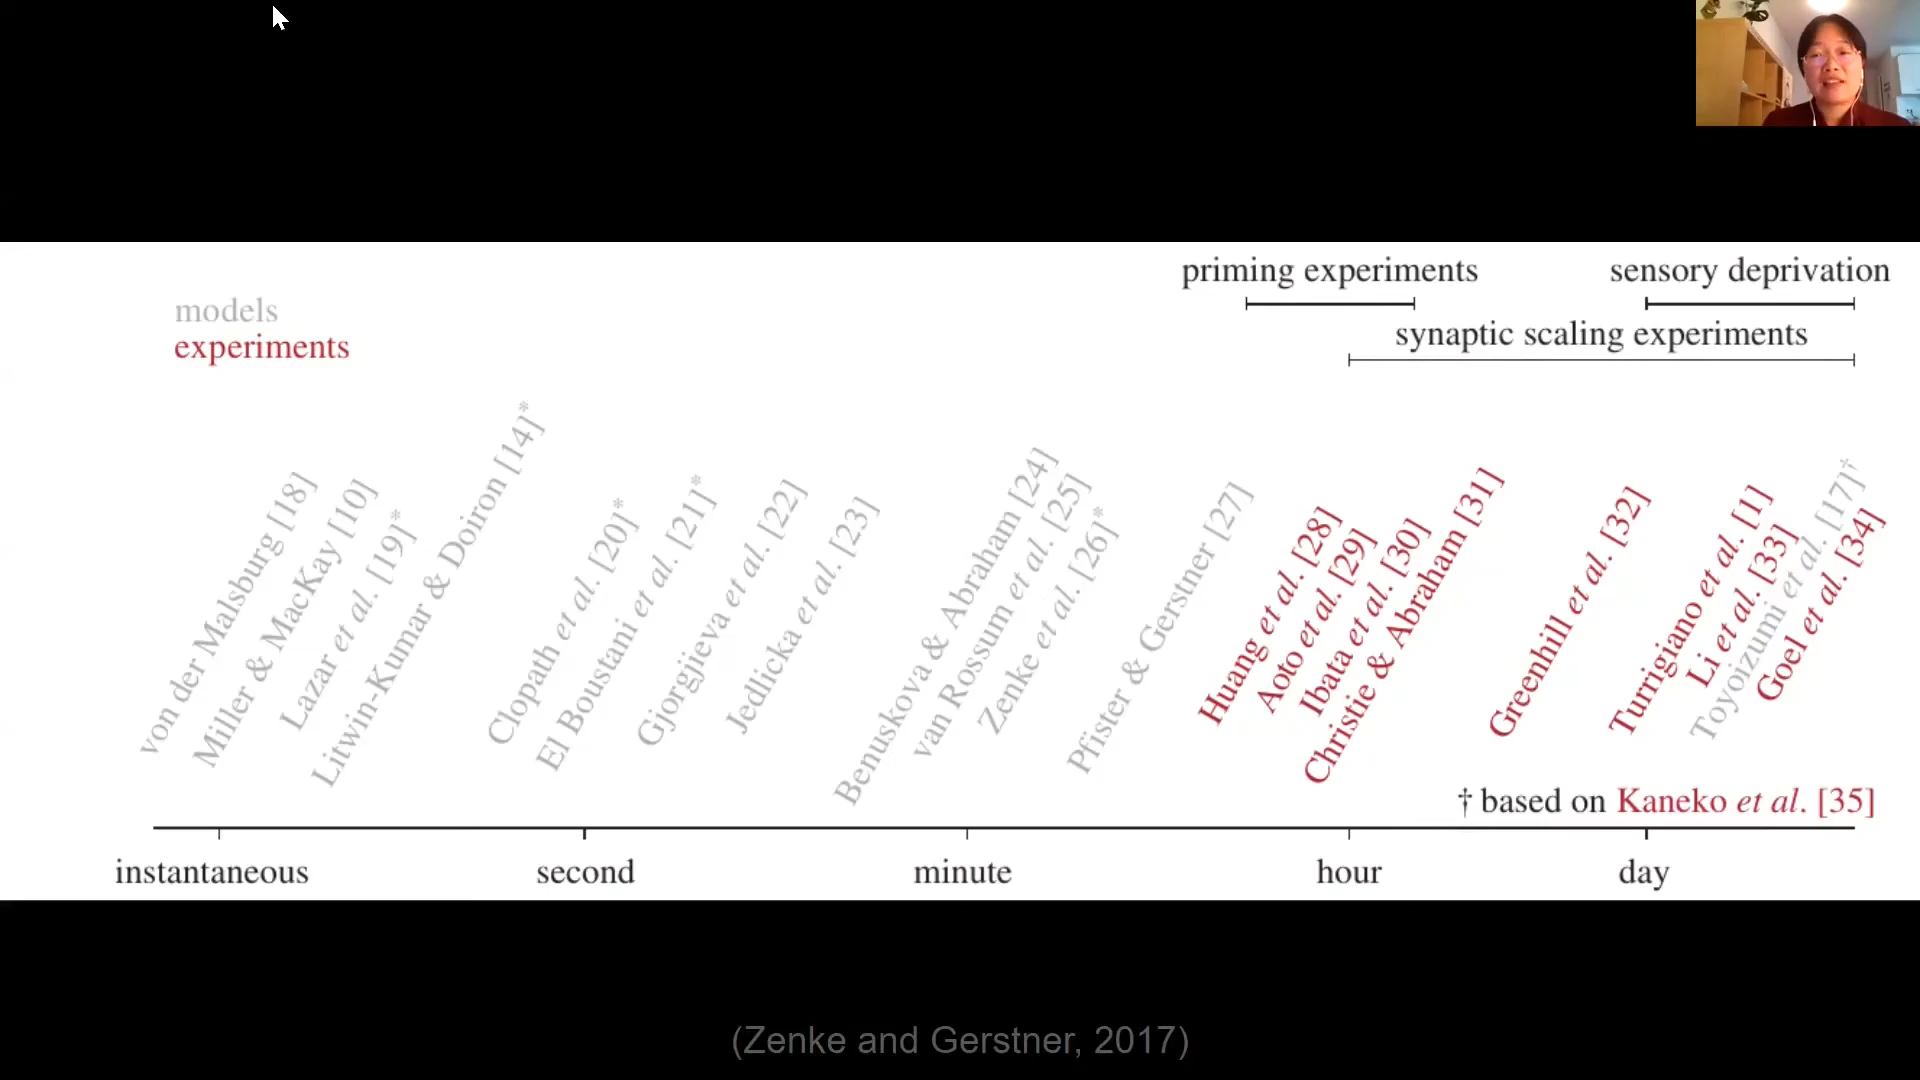 priming experiments
sensory deprivation
models
experiments
synaptic scaling experiments
von der Malsburg [18]
Miller & MacKay [10]
Lazar et al. [19]*
Litwin-Kumar & Doiron [14]*
Clopath et al. [20]*
El Boustani et al. [21]*
Gjorgjieva et al. [22]
Jedlicka et al. [23]
Benuskova & Abraham [24]
van Rossum et al. [25]
Zenke et al. [26]*
Pfister & Gerstner [27]
Huang et al. [28]
Aoto et al. [29]
Ibata et al. [30]
Christie & Abraham [31]
Greenhill et al. [32]
Turrigiano et al. [1]
Li et al. [33]
Toyoizumi et al. [17]†
Goel et al. [34]
† based on Kaneko et al. [35]
instantaneous
second
minute
hour
day
(Zenke and Gerstner, 2017)